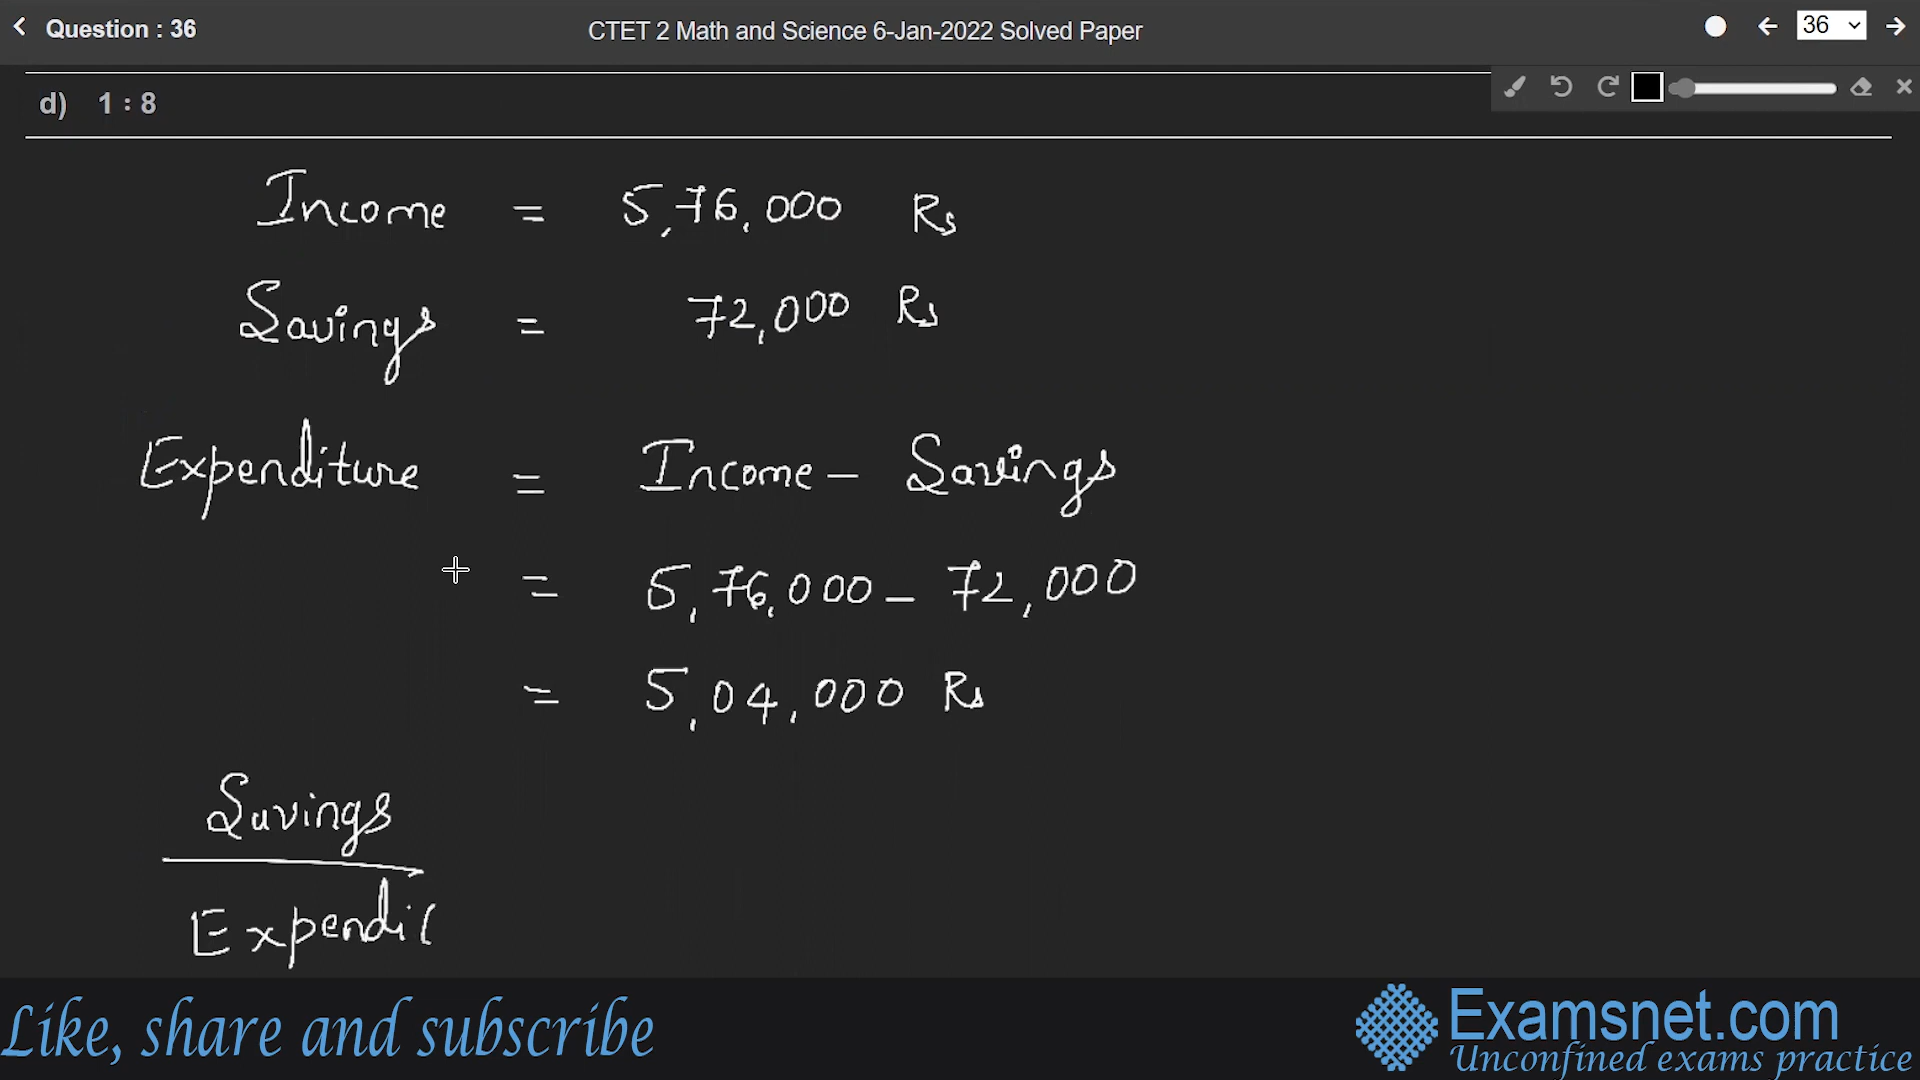 Question : 36
CTET 2 Math and Science 6-Jan-2022 Solved Paper
36
d) 1 : 8
Income = 5,76,000 Rs
Savings = 72,000 Rs
Expenditure = Income - Savings
= 5,76,000 - 72,000
= 5,04,000 Rs
Savings
Expendit
Like, share and subscribe
Examsnet.com
Unconfined exams practice